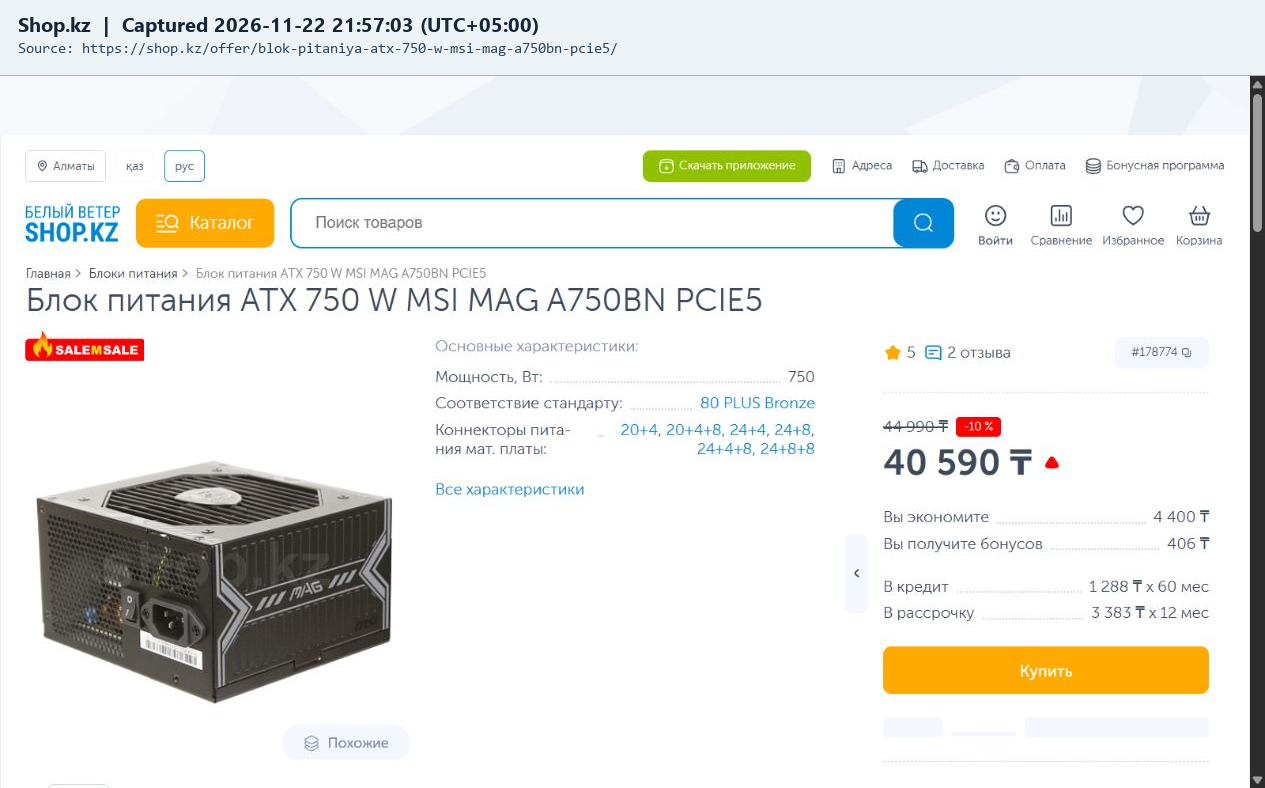 Shop.kz | Captured 2026-11-22 21:57:03 (UTC+05:00)
Source: https://shop.kz/offer/blok-pitaniya-atx-750-w-msi-mag-a750bn-pcie5/
Алматы қаз рус Скачать приложение Адреса Доставка Оплата Бонусная программа
БЕЛЫЙ ВЕТЕР
SHOP.KZ
Каталог
Поиск товаров
Войти Сравнение Избранное Корзина
Главная > Блоки питания > Блок питания ATX 750 W MSI MAG A750BN PCIE5
Блок питания ATX 750 W MSI MAG A750BN PCIE5
SALEMSALE
shop.kz
MAG
msi
Похожие
Основные характеристики:
Мощность, Вт: 750
Соответствие стандарту: 80 PLUS Bronze
Коннекторы пита- 20+4, 20+4+8, 24+4, 24+8,
ния мат. платы: 24+4+8, 24+8+8
Все характеристики
5 2 отзыва #178774
44 990 ₸ -10 %
40 590 ₸
Вы экономите 4 400 ₸
Вы получите бонусов 406 ₸
В кредит 1 288 ₸ x 60 мес
В рассрочку 3 383 ₸ x 12 мес
Купить